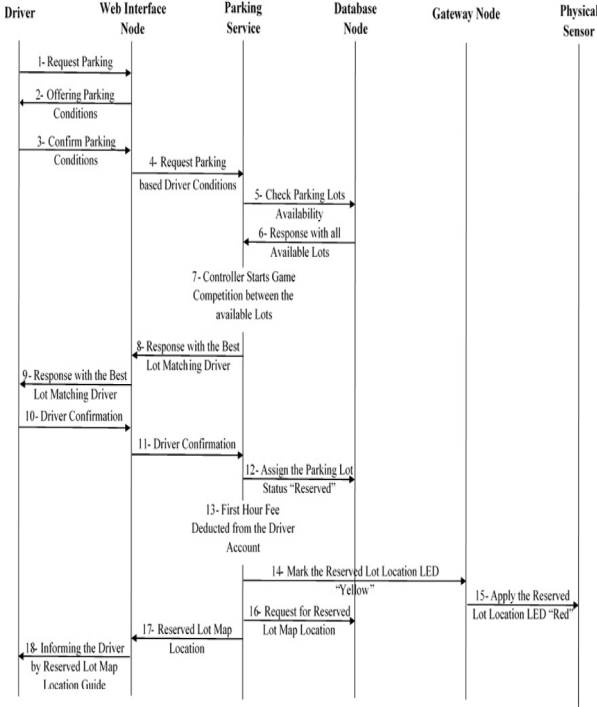 Driver
Web Interface
Node
Parking
Service
Database
Node
Gateway Node
Physical
Sensor
1- Request Parking
2- Offering Parking
Conditions
3- Confirm Parking
Conditions
4- Request Parking
based Driver Conditions
5- Check Parking Lots
Availability
6- Response with all
Available Lots
7- Controller Starts Game
Competition between the
available Lots
8- Response with the Best
Lot Matching Driver
9- Response with the Best
Lot Matching Driver
10- Driver Confirmation
11- Driver Confirmation
12- Assign the Parking Lot
Status “Reserved”
13- First Hour Fee
Deducted from the Driver
Account
14- Mark the Reserved Lot Location LED
“Yellow”
15- Apply the Reserved
Lot Location LED “Red”
16- Request for Reserved
Lot Map Location
17- Reserved Lot Map
Location
18- Informing the Driver
by Reserved Lot Map
Location Guide